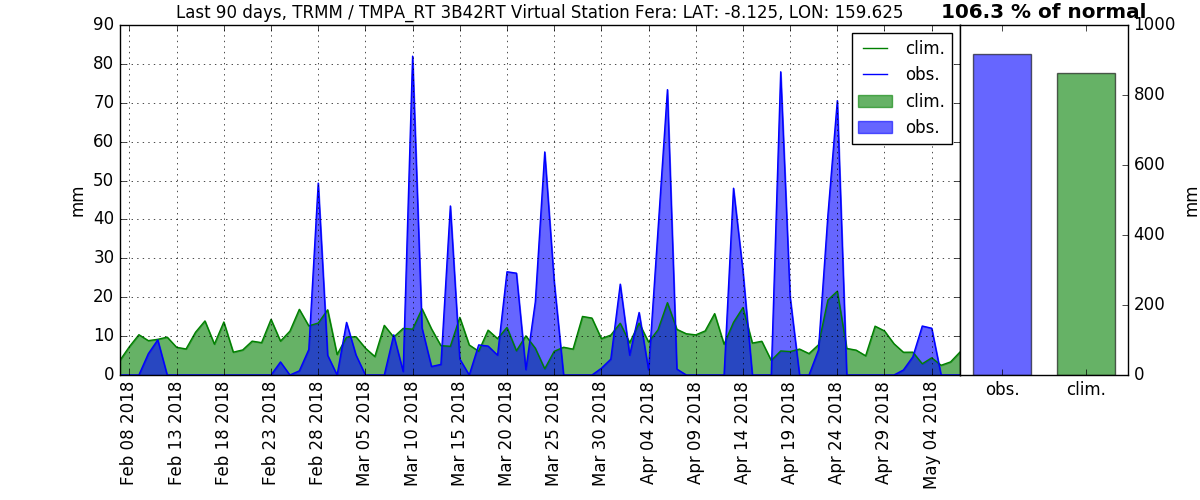 Last 90 days, TRMM / TMPA_RT 3B42RT Virtual Station Fera: LAT: -8.125, LON: 159.625
106.3 % of normal
90
80
70
60
50
40
30
20
10
0
mm
clim.
obs.
clim.
obs.
1000
800
600
400
200
0
mm
Feb 08 2018
Feb 13 2018
Feb 18 2018
Feb 23 2018
Feb 28 2018
Mar 05 2018
Mar 10 2018
Mar 15 2018
Mar 20 2018
Mar 25 2018
Mar 30 2018
Apr 04 2018
Apr 09 2018
Apr 14 2018
Apr 19 2018
Apr 24 2018
Apr 29 2018
May 04 2018
obs.
clim.